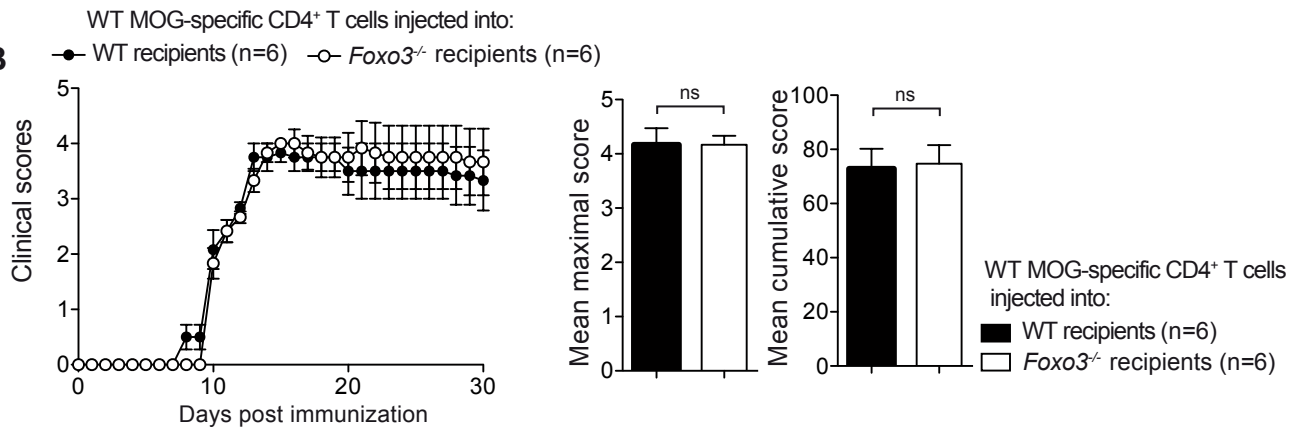 WT MOG-specific CD4⁺ T cells injected into:
B
WT recipients (n=6) Foxo3⁻/⁻ recipients (n=6)
Clinical scores
5
4
3
2
1
0
0 10 20 30
Days post immunization
Mean maximal score
5
4
3
2
1
0
ns
Mean cumulative score
100
80
60
40
20
0
ns
WT MOG-specific CD4⁺ T cells
injected into:
WT recipients (n=6)
Foxo3⁻/⁻ recipients (n=6)